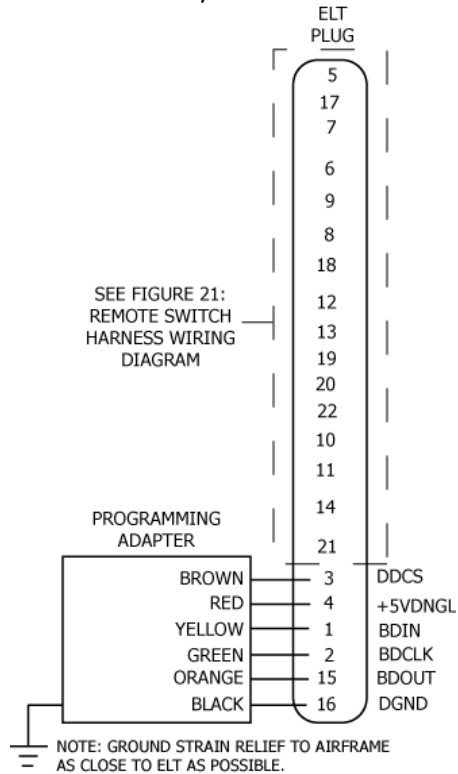 ELT
PLUG
5
17
7
6
9
8
18
SEE FIGURE 21:
REMOTE SWITCH
HARNESS WIRING
DIAGRAM
12
13
19
20
22
10
11
14
21
PROGRAMMING
ADAPTER
BROWN 3 DDCS
RED 4 +5VDNGL
YELLOW 1 BDIN
GREEN 2 BDCLK
ORANGE 15 BDOUT
BLACK 16 DGND
NOTE: GROUND STRAIN RELIEF TO AIRFRAME
AS CLOSE TO ELT AS POSSIBLE.